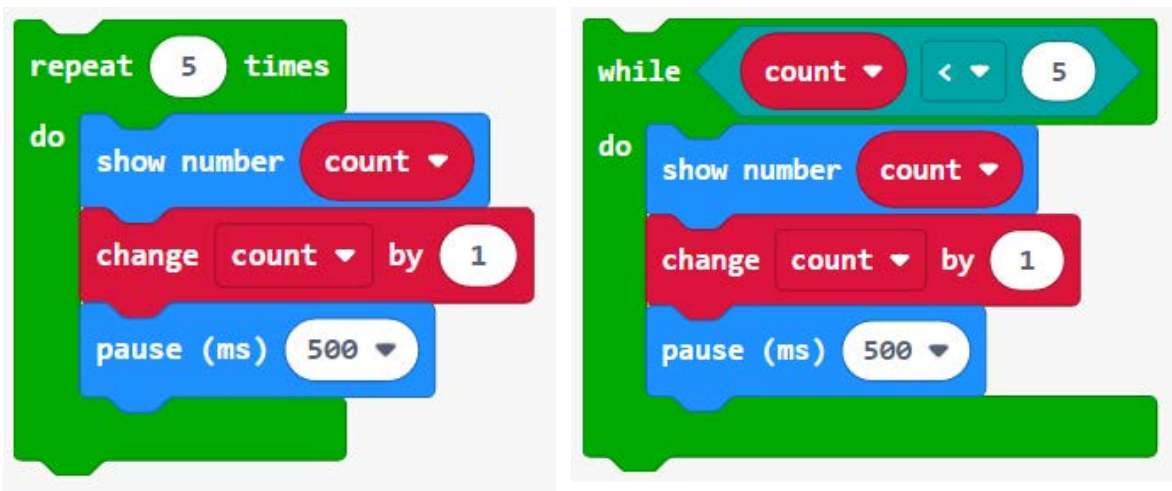 repeat 5 times
do
show number count
change count by 1
pause (ms) 500
while count < 5
do
show number count
change count by 1
pause (ms) 500